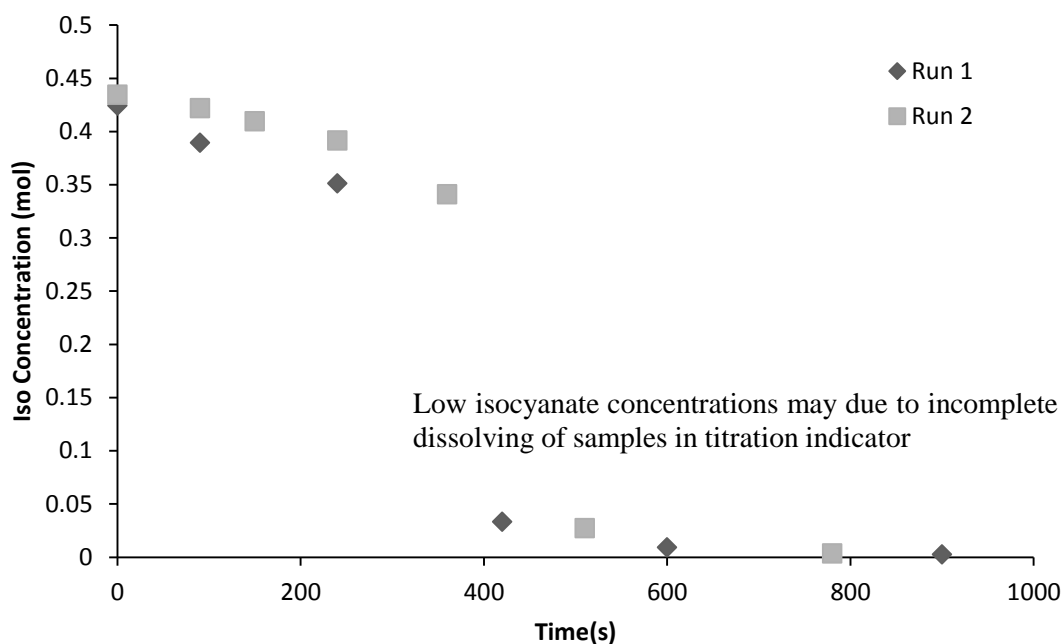 0.5
0.45
0.4
0.35
0.3
0.25
0.2
0.15
0.1
0.05
0
Iso Concentration (mol)
Run 1
Run 2
Low isocyanate concentrations may due to incomplete
dissolving of samples in titration indicator
0 200 400 600 800 1000
Time(s)